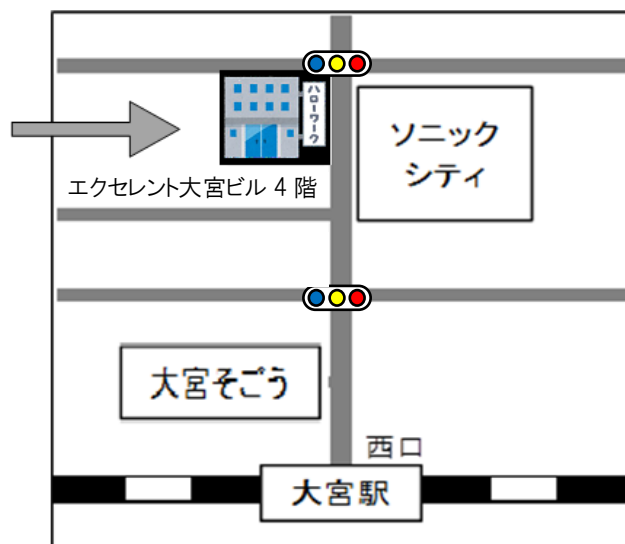 ハローワーク
ソニック
シティ
エクセレント大宮ビル 4 階
大宮そごう
西口
大宮駅